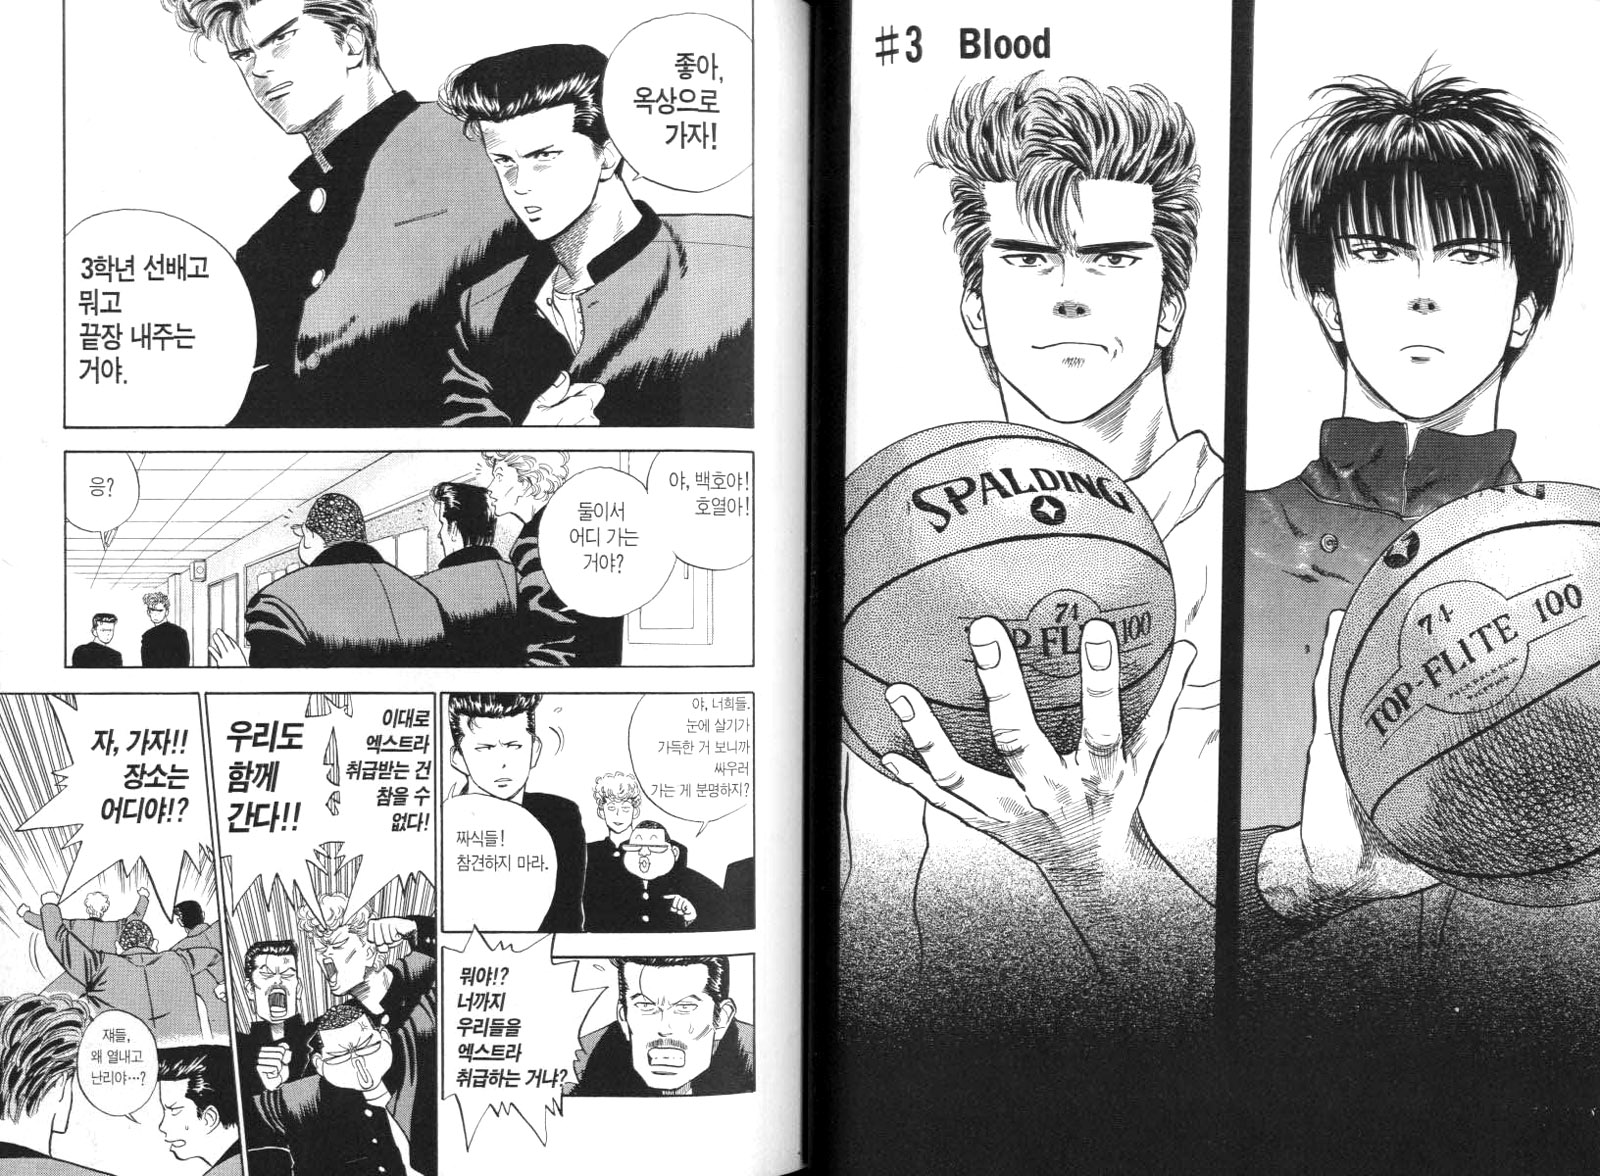 좋아,
옥상으로
가자!
3학년 선배고
뭐고
끝장 내주는
거야.
야, 백호야!
호열아!
둘이서
어디 가는
거야?
응?
야, 너희들.
눈에 살기가
가득한 거 보니까
싸우러
가는 게 분명하지?
짜식들!
참견하지 마라.
뭐야!?
너까지
우리들을
엑스트라
취급하는 거냐?
이대로
엑스트라
취급받는 건
참을 수
없다!
우리도
함께
간다!!
자, 가자!!
장소는
어디야!?
쟤들,
왜 열내고
난리야…?
#3 Blood
SPALDING
74
TOP FL 100
74
TOP-FLITE 100